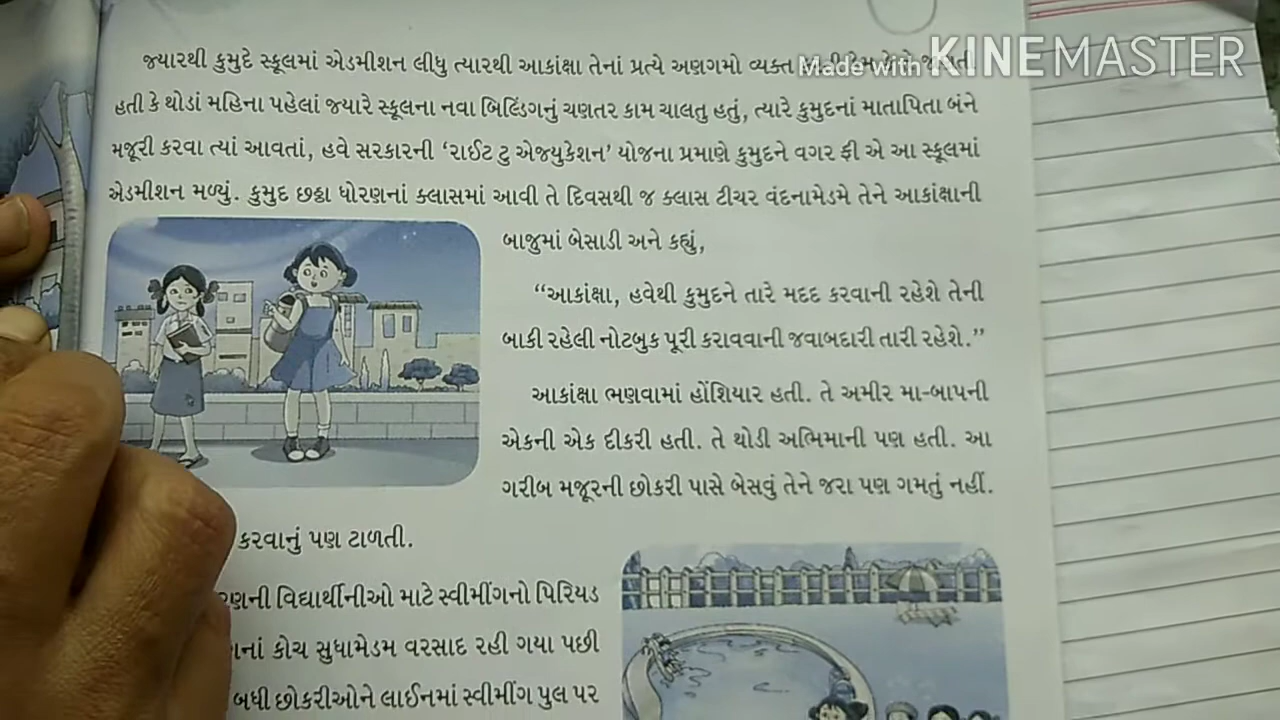 જ્યારથી કુમુદે સ્કૂલમાં એડમીશન લીધુ ત્યારથી આકાંક્ષા તેનાં પ્રત્યે અણગમો વ્યક્ત
Made with KINEMASTER
હતી કે થોડાં મહિના પહેલાં જ્યારે સ્કૂલના નવા બિલ્ડિંગનું ચણતર કામ ચાલતુ હતું, ત્યારે કુમુદનાં માતાપિતા બંને
મજૂરી કરવા ત્યાં આવતાં, હવે સરકારની ‘રાઈટ ટુ એજ્યુકેશન’ યોજના પ્રમાણે કુમુદને વગર ફી એ આ સ્કૂલમાં
એડમીશન મળ્યું. કુમુદ છઠ્ઠા ધોરણનાં ક્લાસમાં આવી તે દિવસથી જ ક્લાસ ટીચર વંદનામેડમે તેને આકાંક્ષાની
બાજુમાં બેસાડી અને કહ્યું,
“આકાંક્ષા, હવેથી કુમુદને તારે મદદ કરવાની રહેશે તેની
બાકી રહેલી નોટબુક પૂરી કરાવવાની જવાબદારી તારી રહેશે.”
આકાંક્ષા ભણવામાં હોંશિયાર હતી. તે અમીર મા-બાપની
એકની એક દીકરી હતી. તે થોડી અભિમાની પણ હતી. આ
ગરીબ મજૂરની છોકરી પાસે બેસવું તેને જરા પણ ગમતું નહીં.
કરવાનું પણ ટાળતી.
વિદ્યાર્થીનીઓ માટે સ્વીમીંગનો પિરિયડ
કોચ સુધામેડમ વરસાદ રહી ગયા પછી
બધી છોકરીઓને લાઈનમાં સ્વીમીંગ પુલ પર